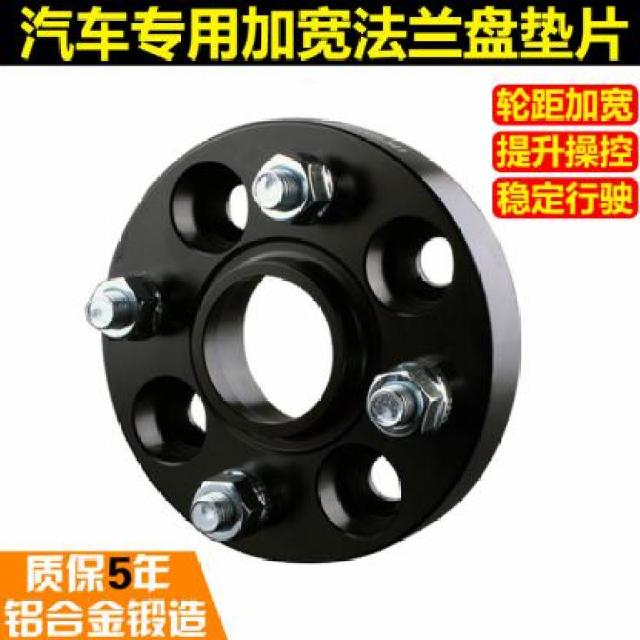 汽车专用加宽法兰盘垫片
轮距加宽
提升操控
稳定行驶
质保5年
铝合金锻造